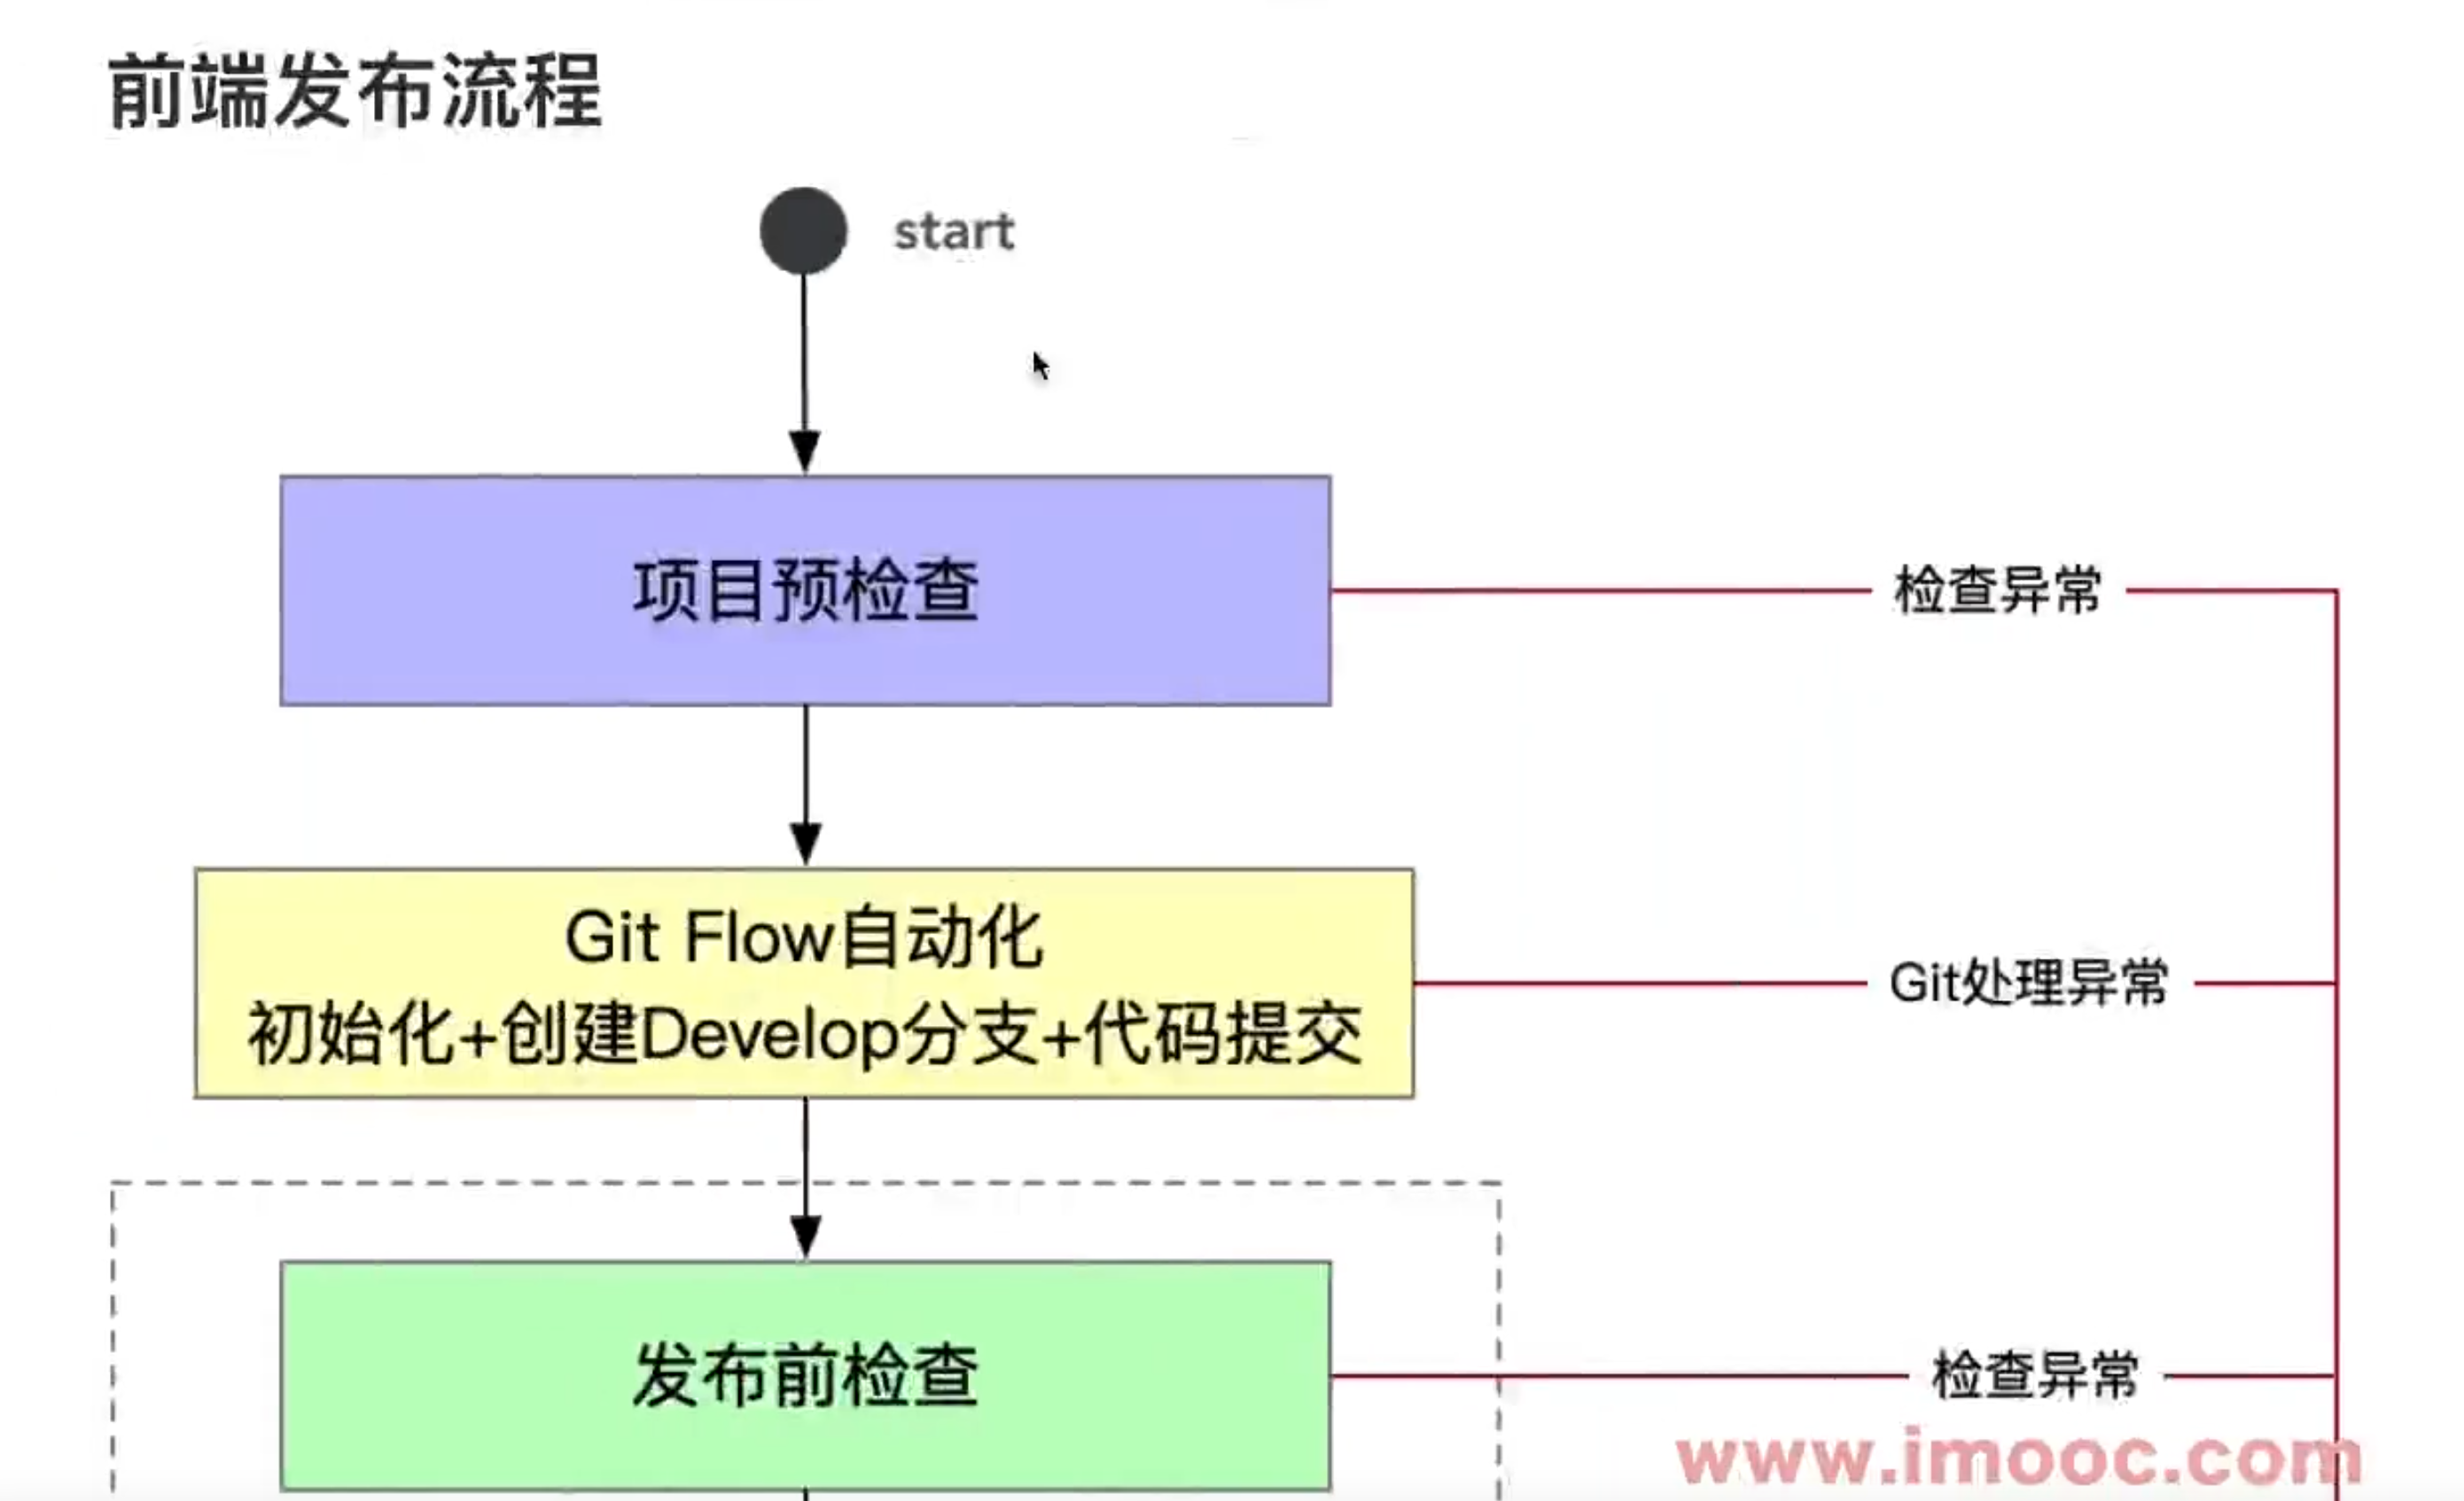 前端发布流程
start
项目预检查
检查异常
Git Flow自动化
初始化+创建Develop分支+代码提交
Git处理异常
发布前检查
检查异常
www.imooc.com